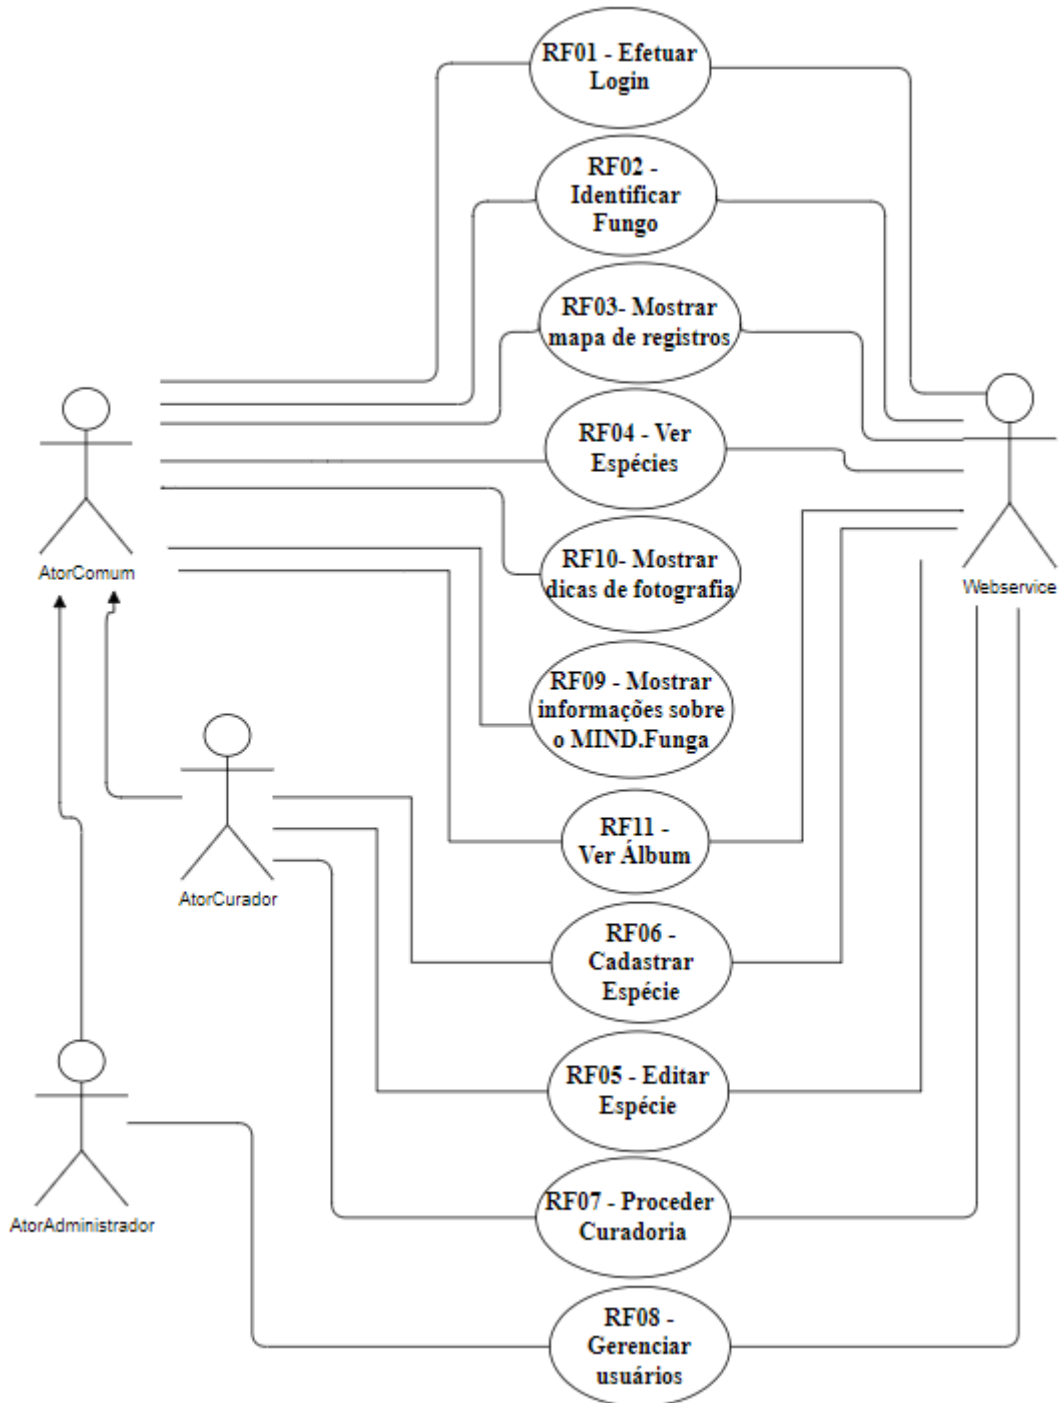 RF01 - Efetuar
Login
RF02 -
Identificar
Fungo
RF03- Mostrar
mapa de registros
RF04 - Ver
Espécies
AtorComum
RF10- Mostrar
dicas de fotografia
Webservice
RF09 - Mostrar
informações sobre
o MIND.Funga
RF11 -
Ver Álbum
AtorCurador
RF06 -
Cadastrar
Espécie
RF05 - Editar
Espécie
RF07 - Proceder
Curadoria
AtorAdministrador
RF08 -
Gerenciar
usuários